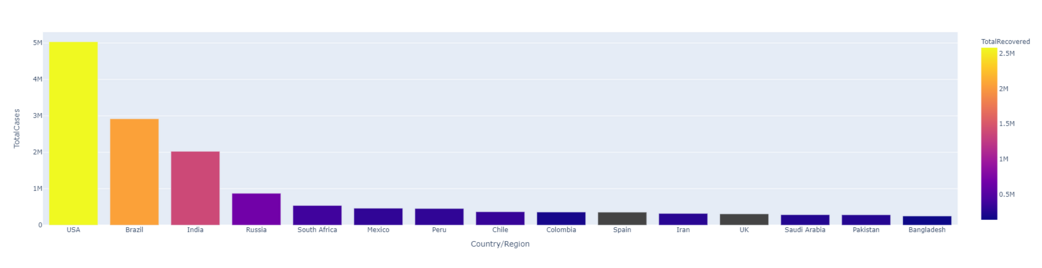 TotalRecovered
5M
4M
3M
2M
1M
0
TotalCases
USA Brazil India Russia South Africa Mexico Peru Chile Colombia Spain Iran UK Saudi Arabia Pakistan Bangladesh
Country/Region
2.5M
2M
1.5M
1M
0.5M